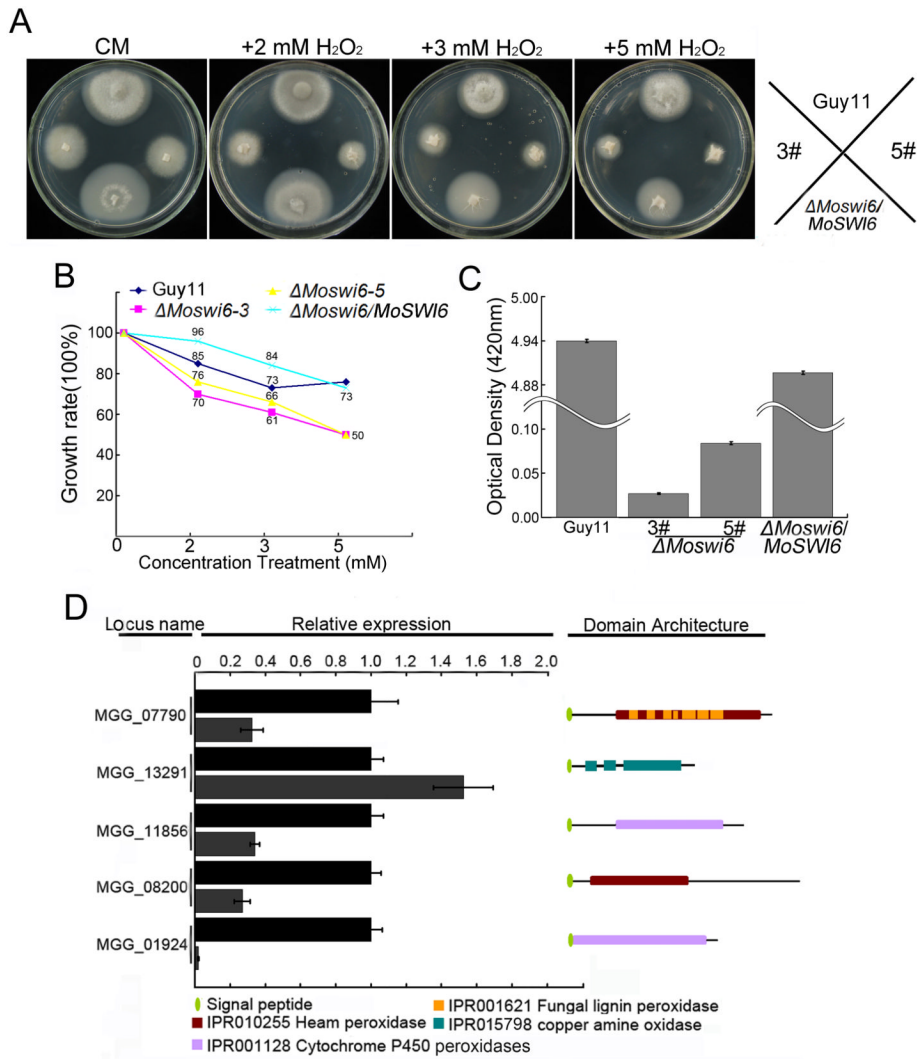 A
CM
+2 mM H₂O₂
+3 mM H₂O₂
+5 mM H₂O₂
Guy11
3#
5#
ΔMoswi6/
MoSWI6
B
Guy11
ΔMoswi6-5
ΔMoswi6-3
ΔMoswi6/MoSWI6
Growth rate(100%)
100
80
60
40
20
96
85
76
70
84
73
66
61
73
50
0
2
3
5
Concentration Treatment (mM)
C
Optical Density (420nm)
5.00
4.94
4.88
0.10
0.05
0.00
Guy11
3#
5#
ΔMoswi6
ΔMoswi6/
MoSWI6
D
Locus name
Relative expression
Domain Architecture
0 0.2 0.4 0.6 0.8 1.0 1.2 1.4 1.6 1.8 2.0
MGG_07790
MGG_13291
MGG_11856
MGG_08200
MGG_01924
Signal peptide
IPR001621 Fungal lignin peroxidase
IPR010255 Heam peroxidase
IPR015798 copper amine oxidase
IPR001128 Cytochrome P450 peroxidases